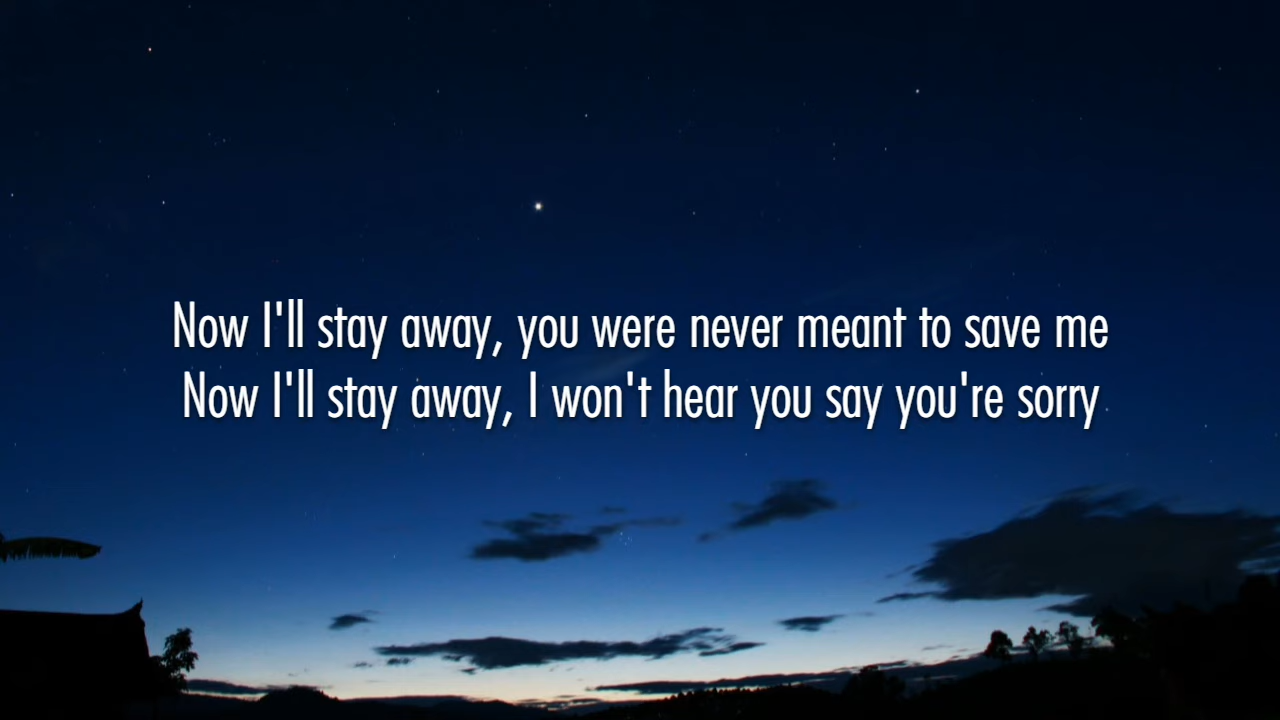 Now I'll stay away, you were never meant to save me
Now I'll stay away, I won't hear you say you're sorry